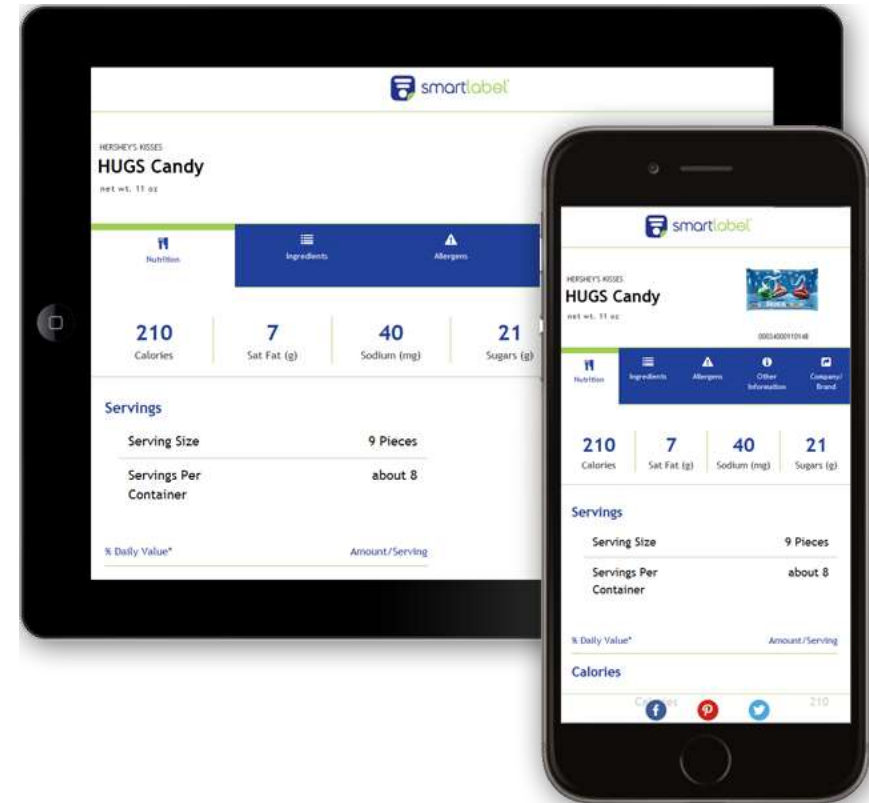 smartlabel
HERSHEY'S KISSES
HUGS Candy
net wt. 11 oz
Nutrition
Ingredients
Allergens
210
Calories
7
Sat Fat (g)
40
Sodium (mg)
21
Sugars (g)
Servings
Serving Size 9 Pieces
Servings Per about 8
Container
% Daily Value* Amount/Serving
smartlabel
HERSHEY'S KISSES
HUGS Candy
net wt. 11 oz
Nutrition
Ingredients
Allergens
Other
Information
Company/
Brand
210
Calories
7
Sat Fat (g)
40
Sodium (mg)
21
Sugars (g)
Servings
Serving Size 9 Pieces
Servings Per about 8
Container
% Daily Value* Amount/Serving
Calories
210